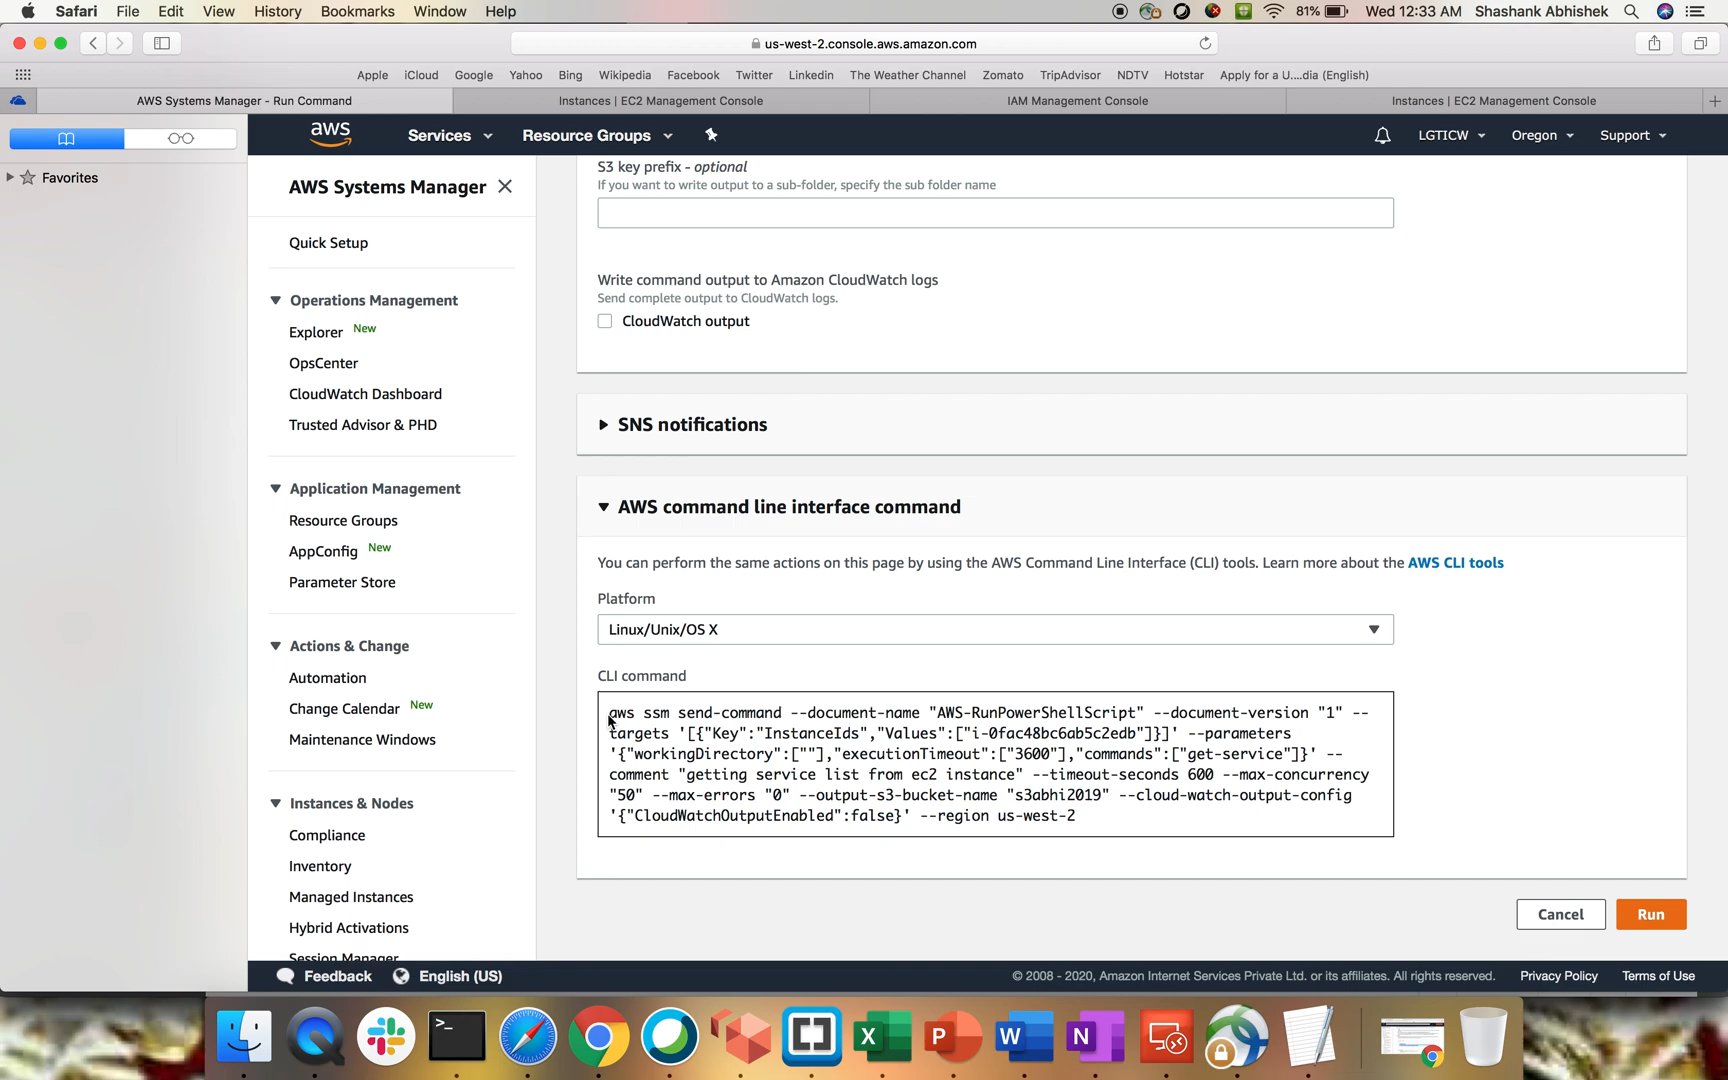 Safari File Edit View History Bookmarks Window Help 81% Wed 12:33 AM Shashank Abhishek
us-west-2.console.aws.amazon.com
Apple iCloud Google Yahoo Bing Wikipedia Facebook Twitter Linkedin The Weather Channel Zomato TripAdvisor NDTV Hotstar Apply for a U....dia (English)
AWS Systems Manager - Run Command Instances | EC2 Management Console IAM Management Console Instances | EC2 Management Console
aws Services Resource Groups LGTICW Oregon Support
Favorites
AWS Systems Manager
Quick Setup
Operations Management
Explorer New
OpsCenter
CloudWatch Dashboard
Trusted Advisor & PHD
Application Management
Resource Groups
AppConfig New
Parameter Store
Actions & Change
Automation
Change Calendar New
Maintenance Windows
Instances & Nodes
Compliance
Inventory
Managed Instances
Hybrid Activations
Session Manager
S3 key prefix - optional
If you want to write output to a sub-folder, specify the sub folder name
Write command output to Amazon CloudWatch logs
Send complete output to CloudWatch logs.
CloudWatch output
SNS notifications
AWS command line interface command
You can perform the same actions on this page by using the AWS Command Line Interface (CLI) tools. Learn more about the AWS CLI tools
Platform
Linux/Unix/OS X
CLI command
aws ssm send-command --document-name "AWS-RunPowerShellScript" --document-version "1" --
targets '[{"Key":"InstanceIds","Values":["i-0fac48bc6ab5c2edb"]}]' --parameters
'{"workingDirectory":[""],"executionTimeout":["3600"],"commands":["get-service"]}' --
comment "getting service list from ec2 instance" --timeout-seconds 600 --max-concurrency
"50" --max-errors "0" --output-s3-bucket-name "s3abhi2019" --cloud-watch-output-config
'{"CloudWatchOutputEnabled":false}' --region us-west-2
Cancel Run
Feedback English (US) © 2008 - 2020, Amazon Internet Services Private Ltd. or its affiliates. All rights reserved. Privacy Policy Terms of Use